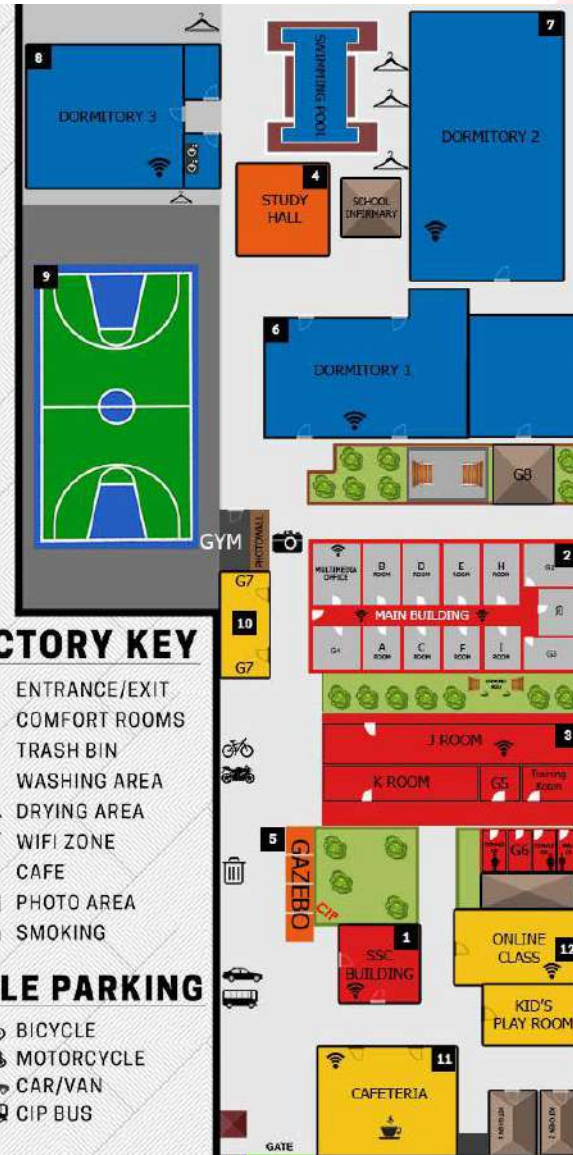 8
DORMITORY 3
SWIMMING POOL
7
DORMITORY 2
4
STUDY
HALL
SCHOOL
INFIRMARY
9
6
DORMITORY 1
G8
GYM
PHOTOWALL
G7
10
G7
2
MULTIMEDIA
OFFICE
B
ROOM
D
ROOM
E
ROOM
H
ROOM
MAIN BUILDING
G4
A
ROOM
C
ROOM
F
ROOM
I
ROOM
G3
3
J ROOM
K ROOM
G5
Training
Room
CTORY KEY
ENTRANCE/EXIT
COMFORT ROOMS
TRASH BIN
WASHING AREA
DRYING AREA
WIFI ZONE
CAFE
PHOTO AREA
SMOKING
5
GAZEBO
CIP
G6
1
SSC
BUILDING
ONLINE
CLASS
12
KID'S
PLAY ROOM
LE PARKING
BICYCLE
MOTORCYCLE
CAR/VAN
CIP BUS
11
CAFETERIA
GATE